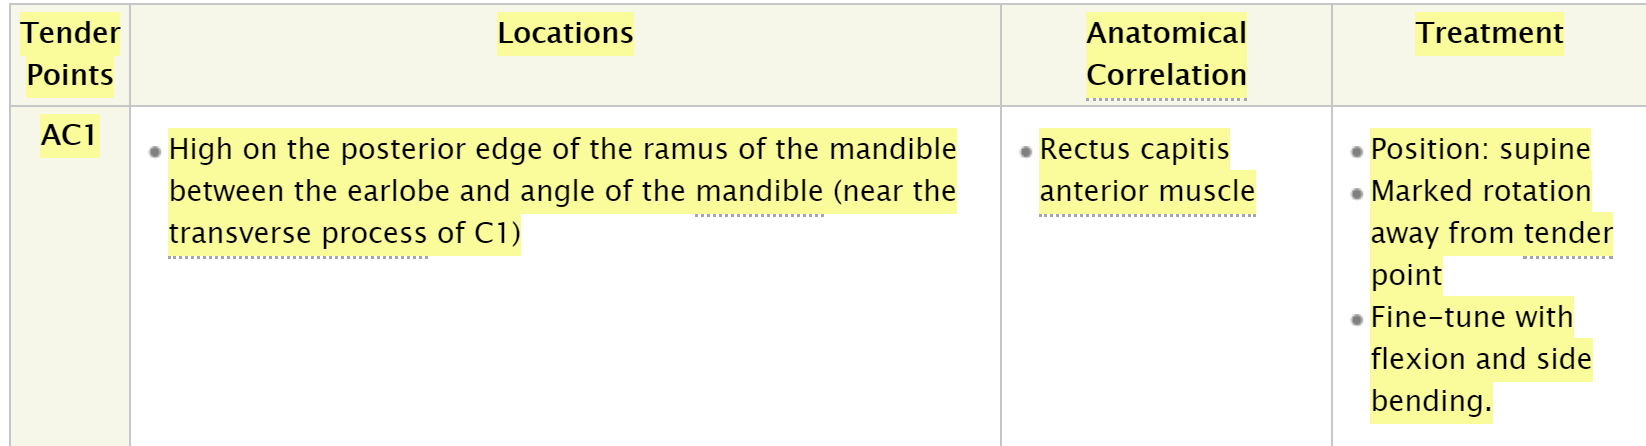 Tender Points
Locations
Anatomical Correlation
Treatment
AC1
High on the posterior edge of the ramus of the mandible
between the earlobe and angle of the mandible (near the
transverse process of C1)
Rectus capitis
anterior muscle
Position: supine
Marked rotation
away from tender
point
Fine-tune with
flexion and side
bending.